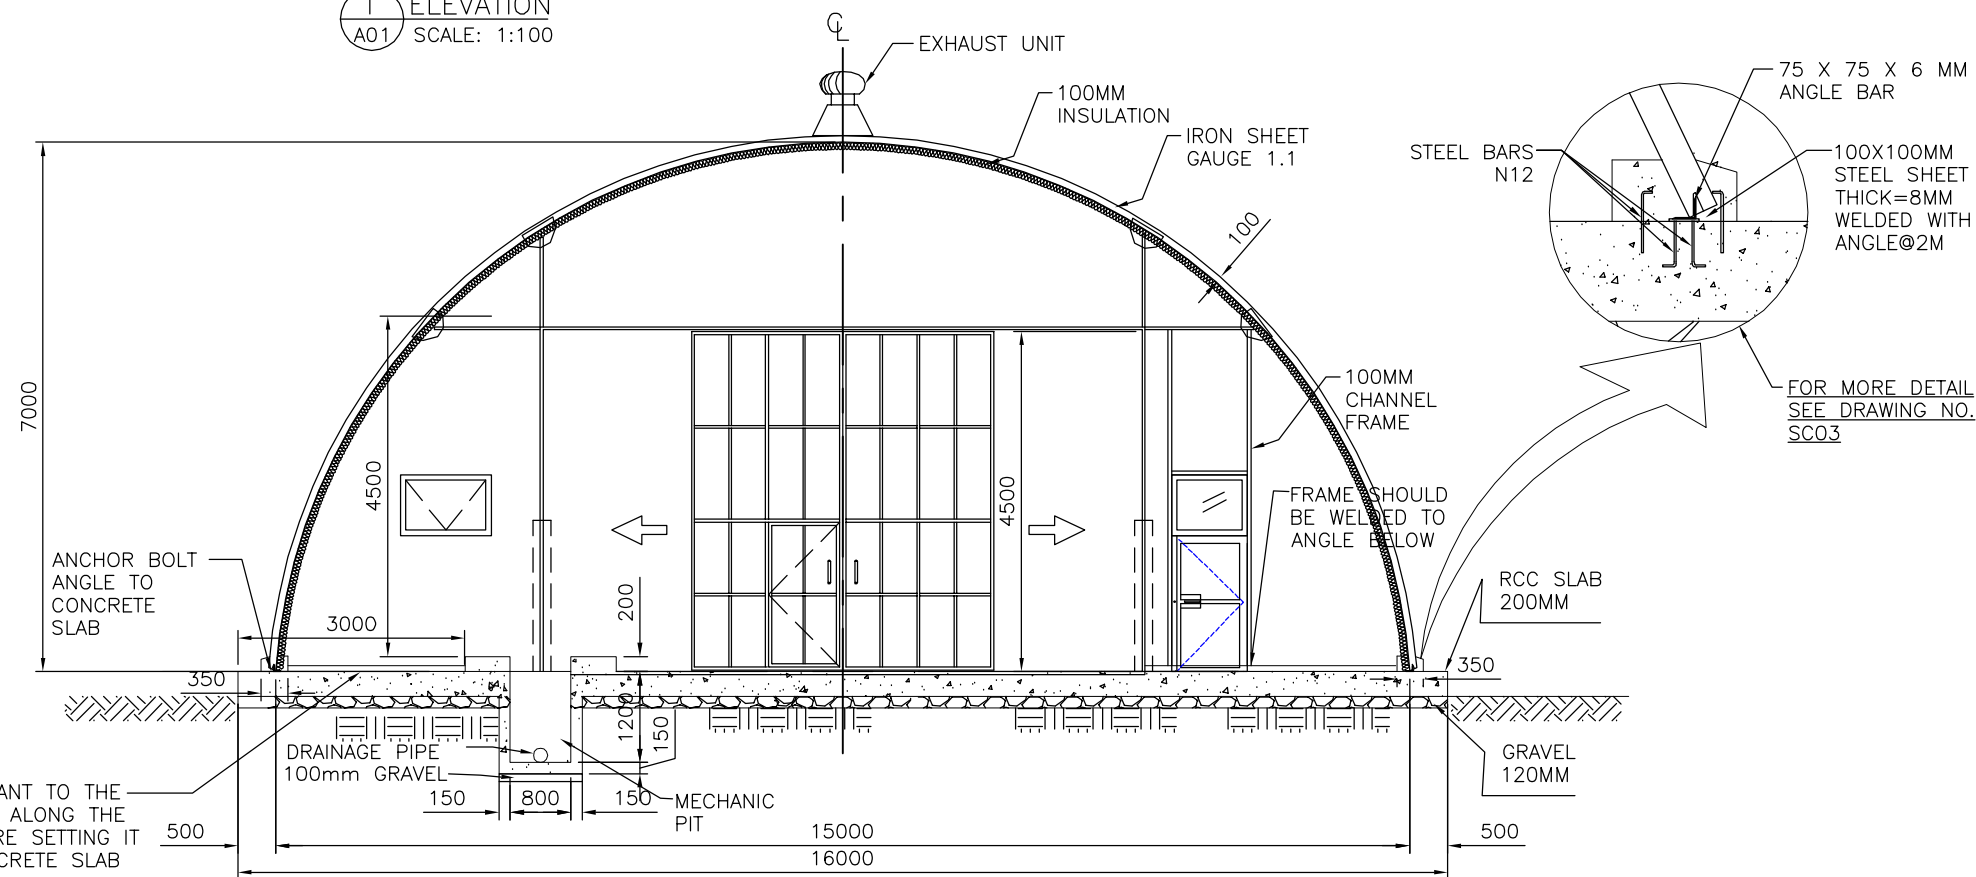 1 ELEVATION
A01 SCALE: 1:100
CL
EXHAUST UNIT
100MM
INSULATION
IRON SHEET
GAUGE 1.1
75 X 75 X 6 MM
ANGLE BAR
STEEL BARS
N12
100X100MM
STEEL SHEET
THICK=8MM
WELDED WITH
ANGLE@2M
FOR MORE DETAIL
SEE DRAWING NO.
SC03
100
7000
4500
4500
100MM
CHANNEL
FRAME
FRAME SHOULD
BE WELDED TO
ANGLE BELOW
ANCHOR BOLT
ANGLE TO
CONCRETE
SLAB
3000
200
RCC SLAB
200MM
350
350
1200
150
DRAINAGE PIPE
100mm GRAVEL
GRAVEL
120MM
150
800
150
MECHANIC
PIT
ANT TO THE
ALONG THE
RE SETTING IT
CRETE SLAB
500
15000
500
16000